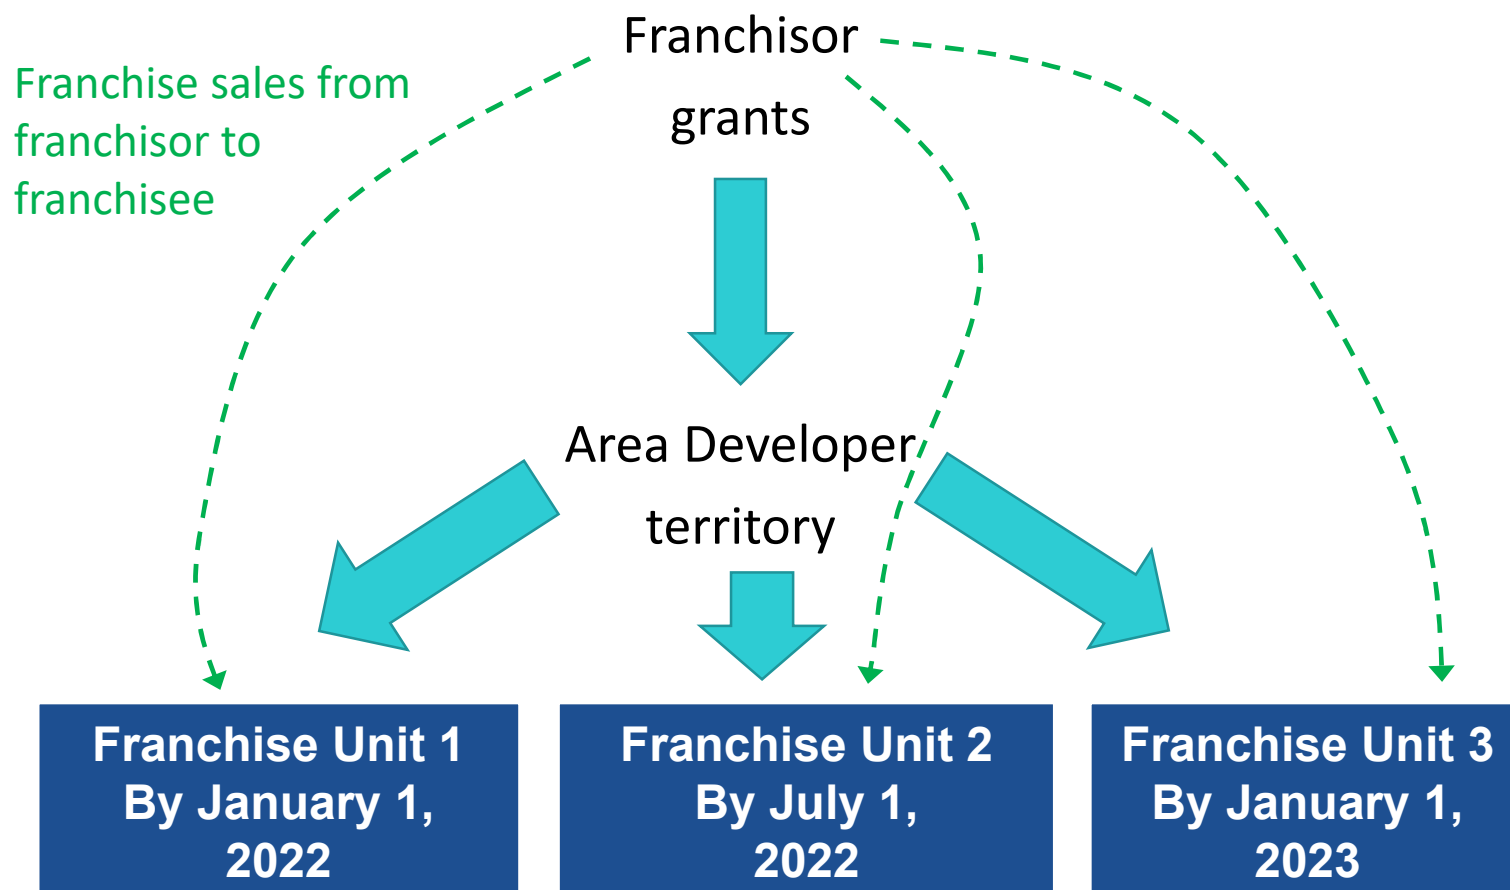 Franchisor
grants
Franchise sales from
franchisor to
franchisee
Area Developer
territory
Franchise Unit 1
By January 1,
2022
Franchise Unit 2
By July 1,
2022
Franchise Unit 3
By January 1,
2023